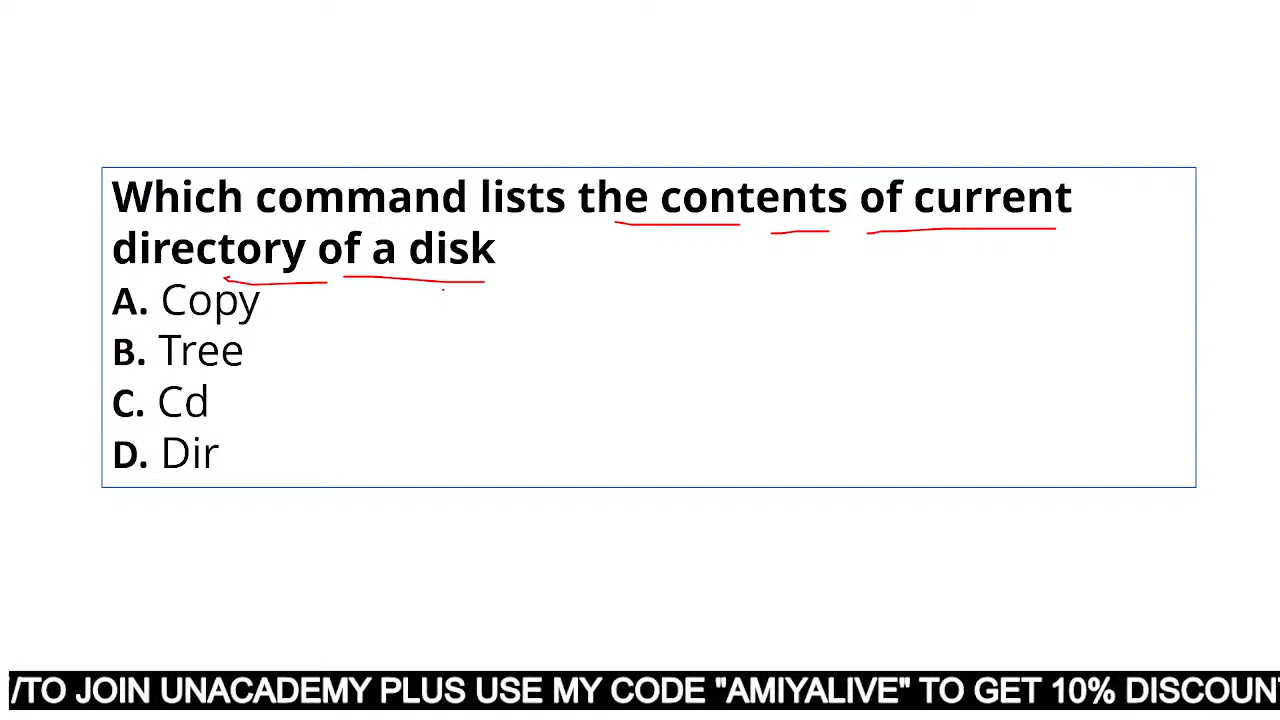 Which command lists the contents of current
directory of a disk
A. Copy
B. Tree
C. Cd
D. Dir
/TO JOIN UNACADEMY PLUS USE MY CODE "AMIYALIVE" TO GET 10% DISCOUNT